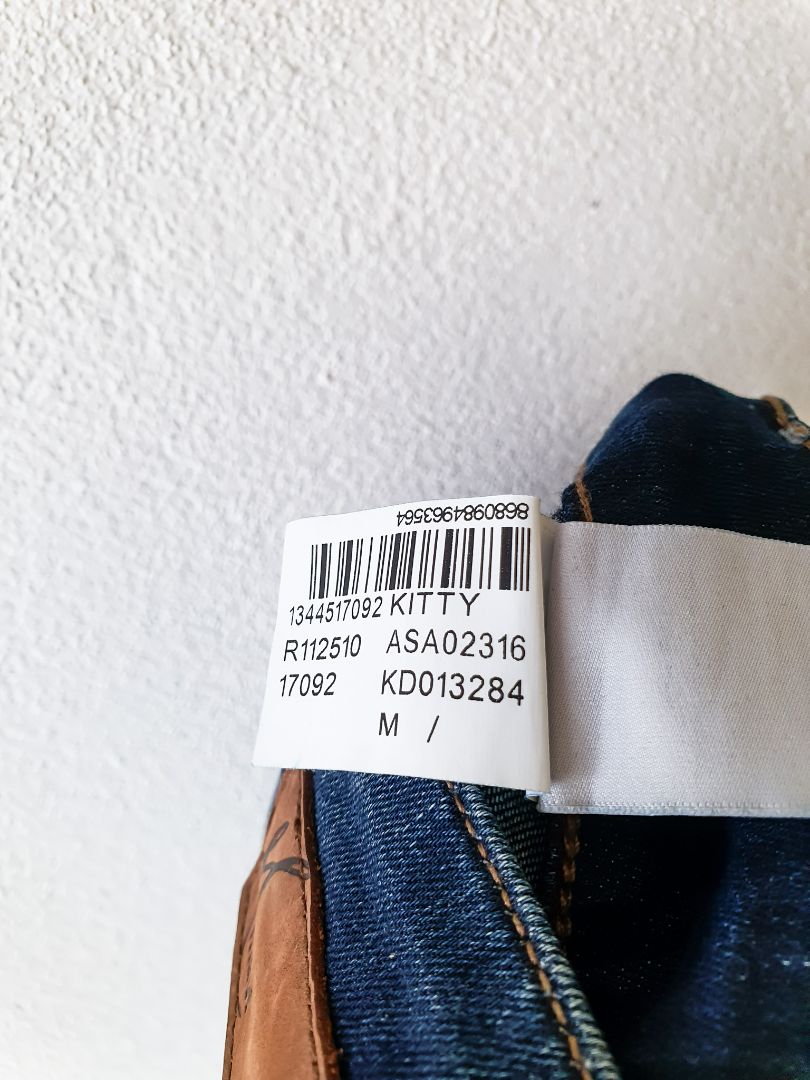 8680984963564
1344517092 KITTY
R112510 ASA02316
17092 KD013284
M /